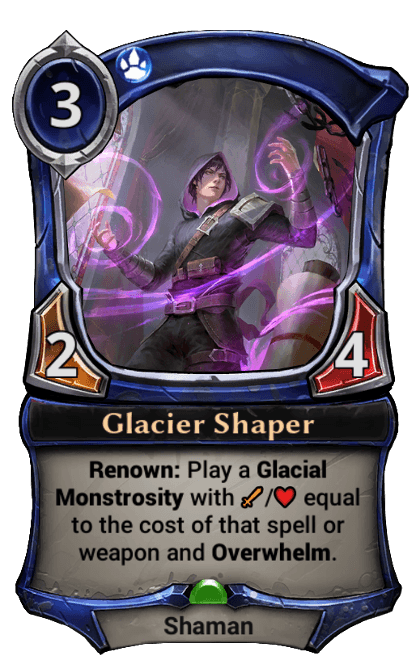 3
2
4
Glacier Shaper
Renown: Play a Glacial
Monstrosity with / equal
to the cost of that spell or
weapon and Overwhelm.
Shaman